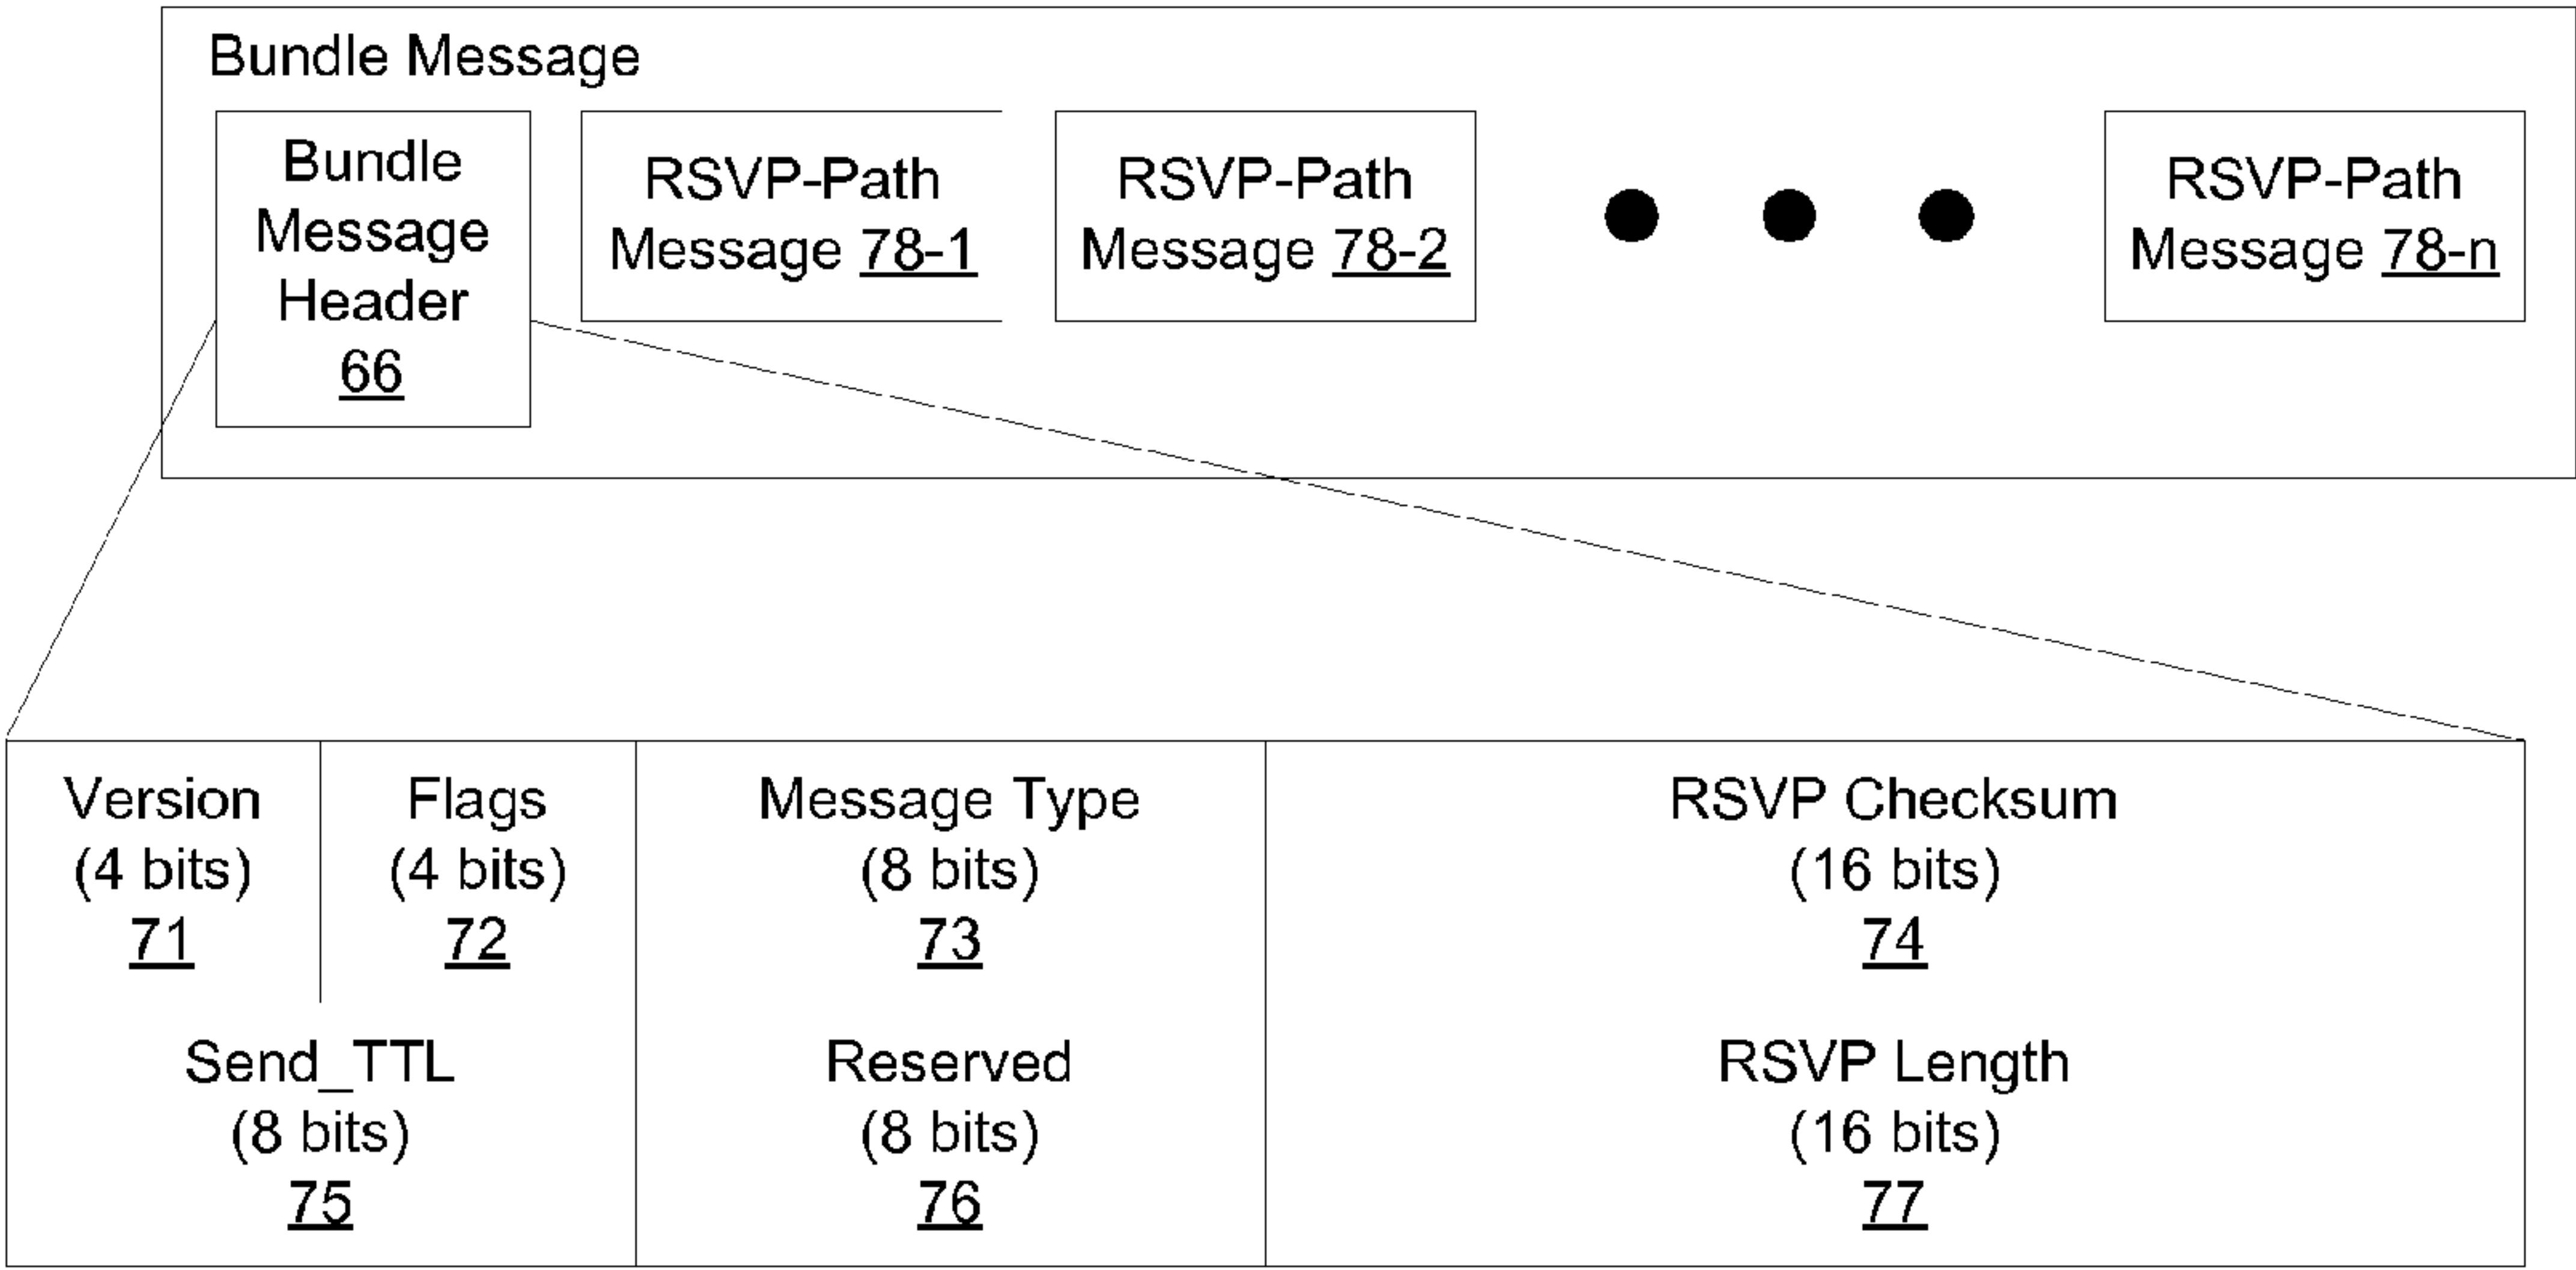 Bundle Message
Bundle
Message
Header
66
RSVP-Path
Message 78-1
RSVP-Path
Message 78-2
RSVP-Path
Message 78-n
Version
(4 bits)
71
Flags
(4 bits)
72
Message Type
(8 bits)
73
RSVP Checksum
(16 bits)
74
Send_TTL
(8 bits)
75
Reserved
(8 bits)
76
RSVP Length
(16 bits)
77